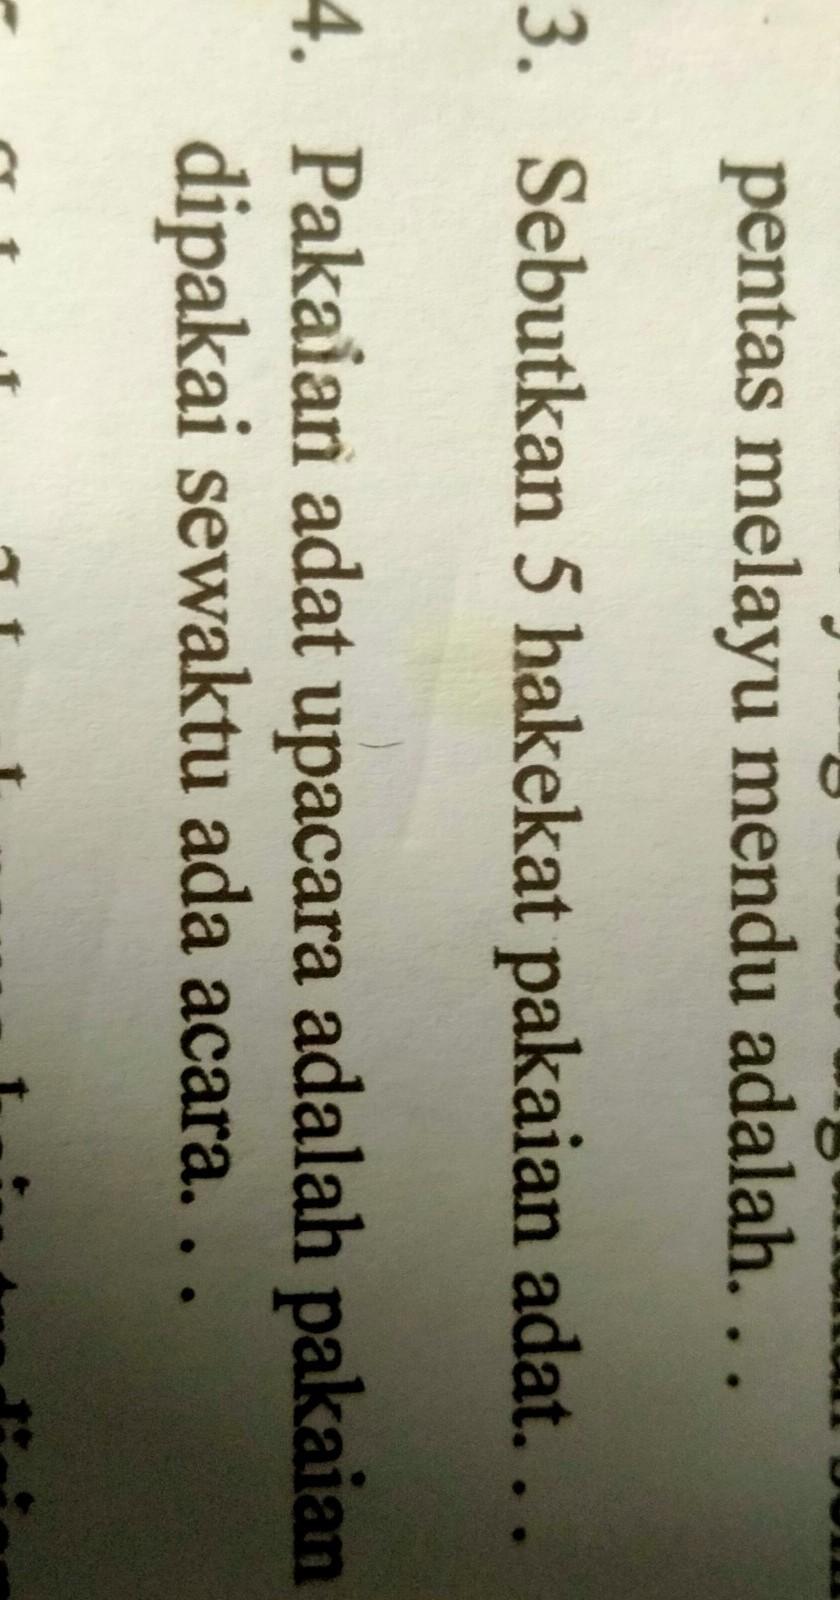 pentas melayu mendu adalah. . .
3. Sebutkan 5 hakekat pakaian adat. . .
4. Pakaian adat upacara adalah pakaian
dipakai sewaktu ada acara. . .